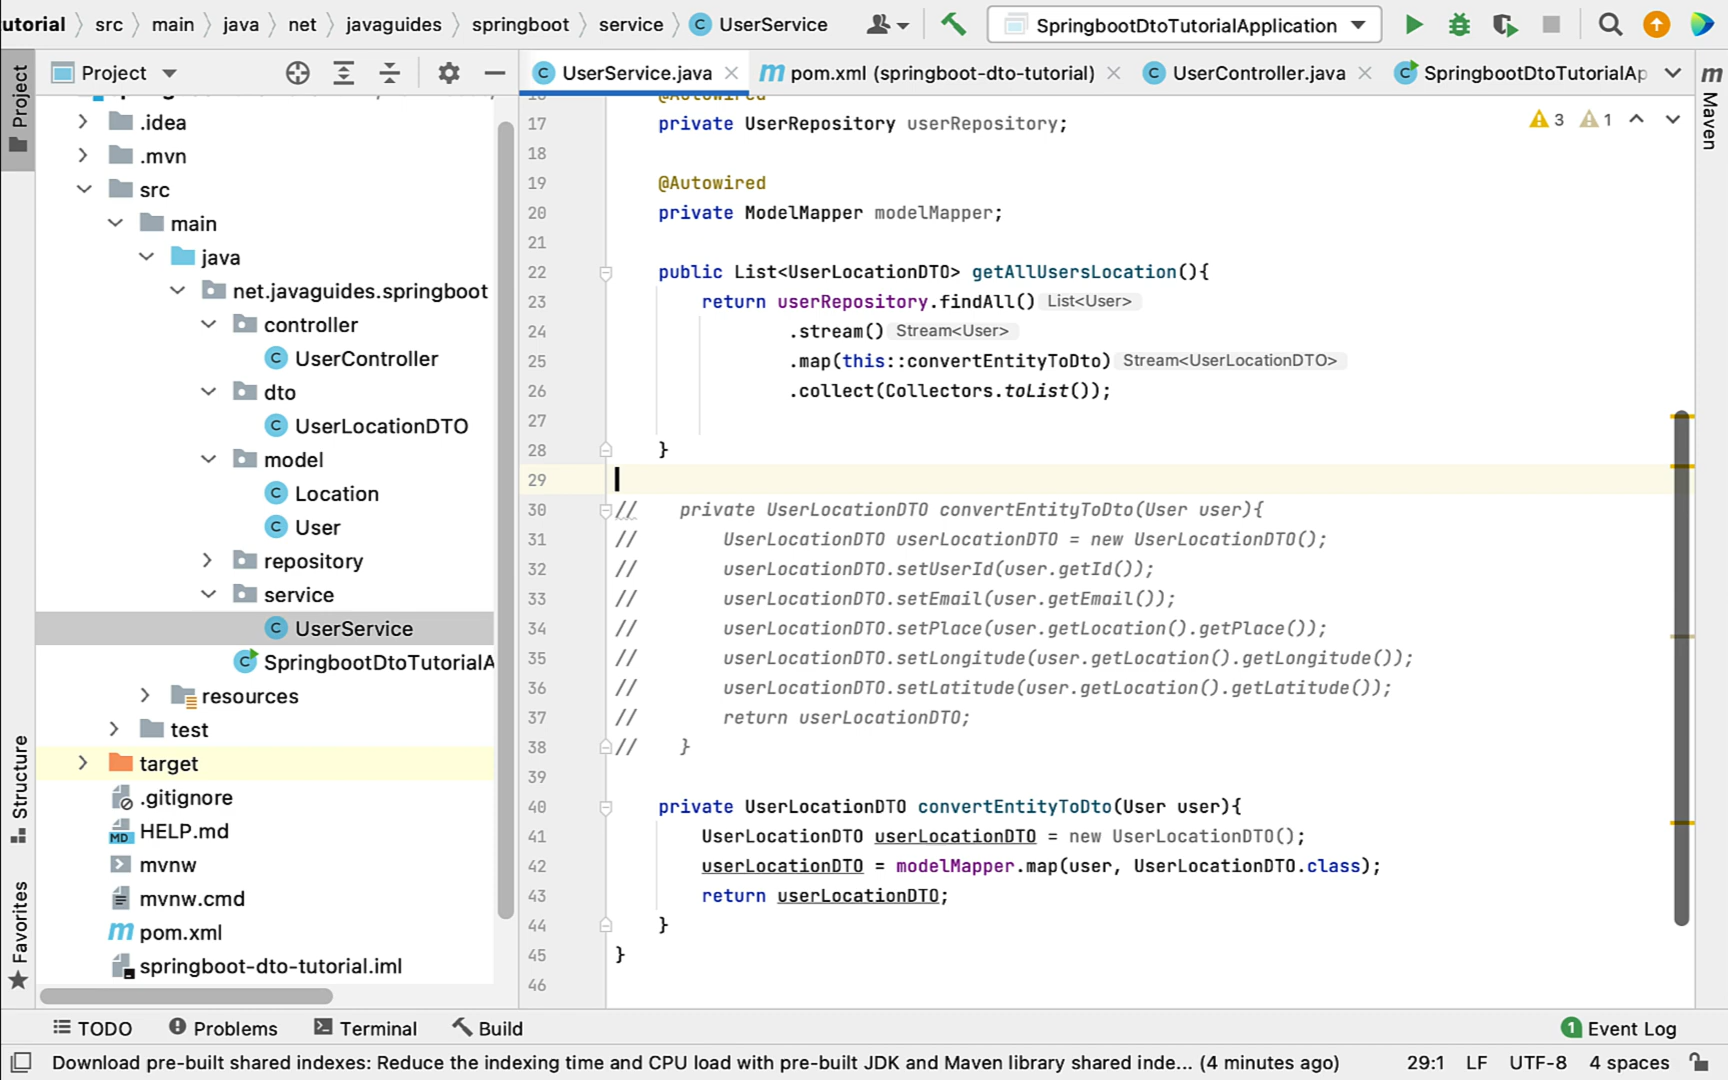 utorial src main java net javaguides springboot service UserService SpringbootDtoTutorialApplication
Project
UserService.java pom.xml (springboot-dto-tutorial) UserController.java SpringbootDtoTutorialAp
Project
Structure
Favorites
Maven
.idea
.mvn
src
main
java
net.javaguides.springboot
controller
UserController
dto
UserLocationDTO
model
Location
User
repository
service
UserService
SpringbootDtoTutorialA
resources
test
target
.gitignore
HELP.md
mvnw
mvnw.cmd
pom.xml
springboot-dto-tutorial.iml
3 1
@Autowired
17 private UserRepository userRepository;
18
19 @Autowired
20 private ModelMapper modelMapper;
21
22 public List<UserLocationDTO> getAllUsersLocation(){
23 return userRepository.findAll() List<User>
24 .stream() Stream<User>
25 .map(this::convertEntityToDto) Stream<UserLocationDTO>
26 .collect(Collectors.toList());
27
28 }
29
30 // private UserLocationDTO convertEntityToDto(User user){
31 // UserLocationDTO userLocationDTO = new UserLocationDTO();
32 // userLocationDTO.setUserId(user.getId());
33 // userLocationDTO.setEmail(user.getEmail());
34 // userLocationDTO.setPlace(user.getLocation().getPlace());
35 // userLocationDTO.setLongitude(user.getLocation().getLongitude());
36 // userLocationDTO.setLatitude(user.getLocation().getLatitude());
37 // return userLocationDTO;
38 // }
39
40 private UserLocationDTO convertEntityToDto(User user){
41 UserLocationDTO userLocationDTO = new UserLocationDTO();
42 userLocationDTO = modelMapper.map(user, UserLocationDTO.class);
43 return userLocationDTO;
44 }
45 }
46
TODO Problems Terminal Build 1 Event Log
Download pre-built shared indexes: Reduce the indexing time and CPU load with pre-built JDK and Maven library shared inde... (4 minutes ago) 29:1 LF UTF-8 4 spaces